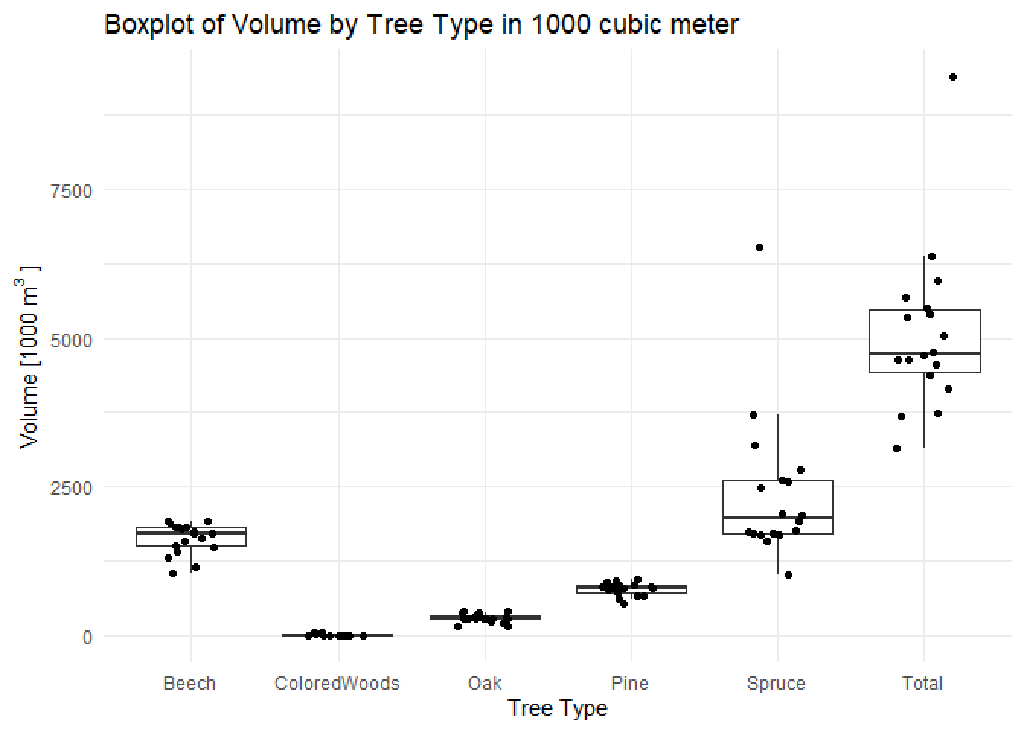 Boxplot of Volume by Tree Type in 1000 cubic meter
Volume [1000 m³ ]
7500
5000
2500
0
Beech ColoredWoods Oak Pine Spruce Total
Tree Type